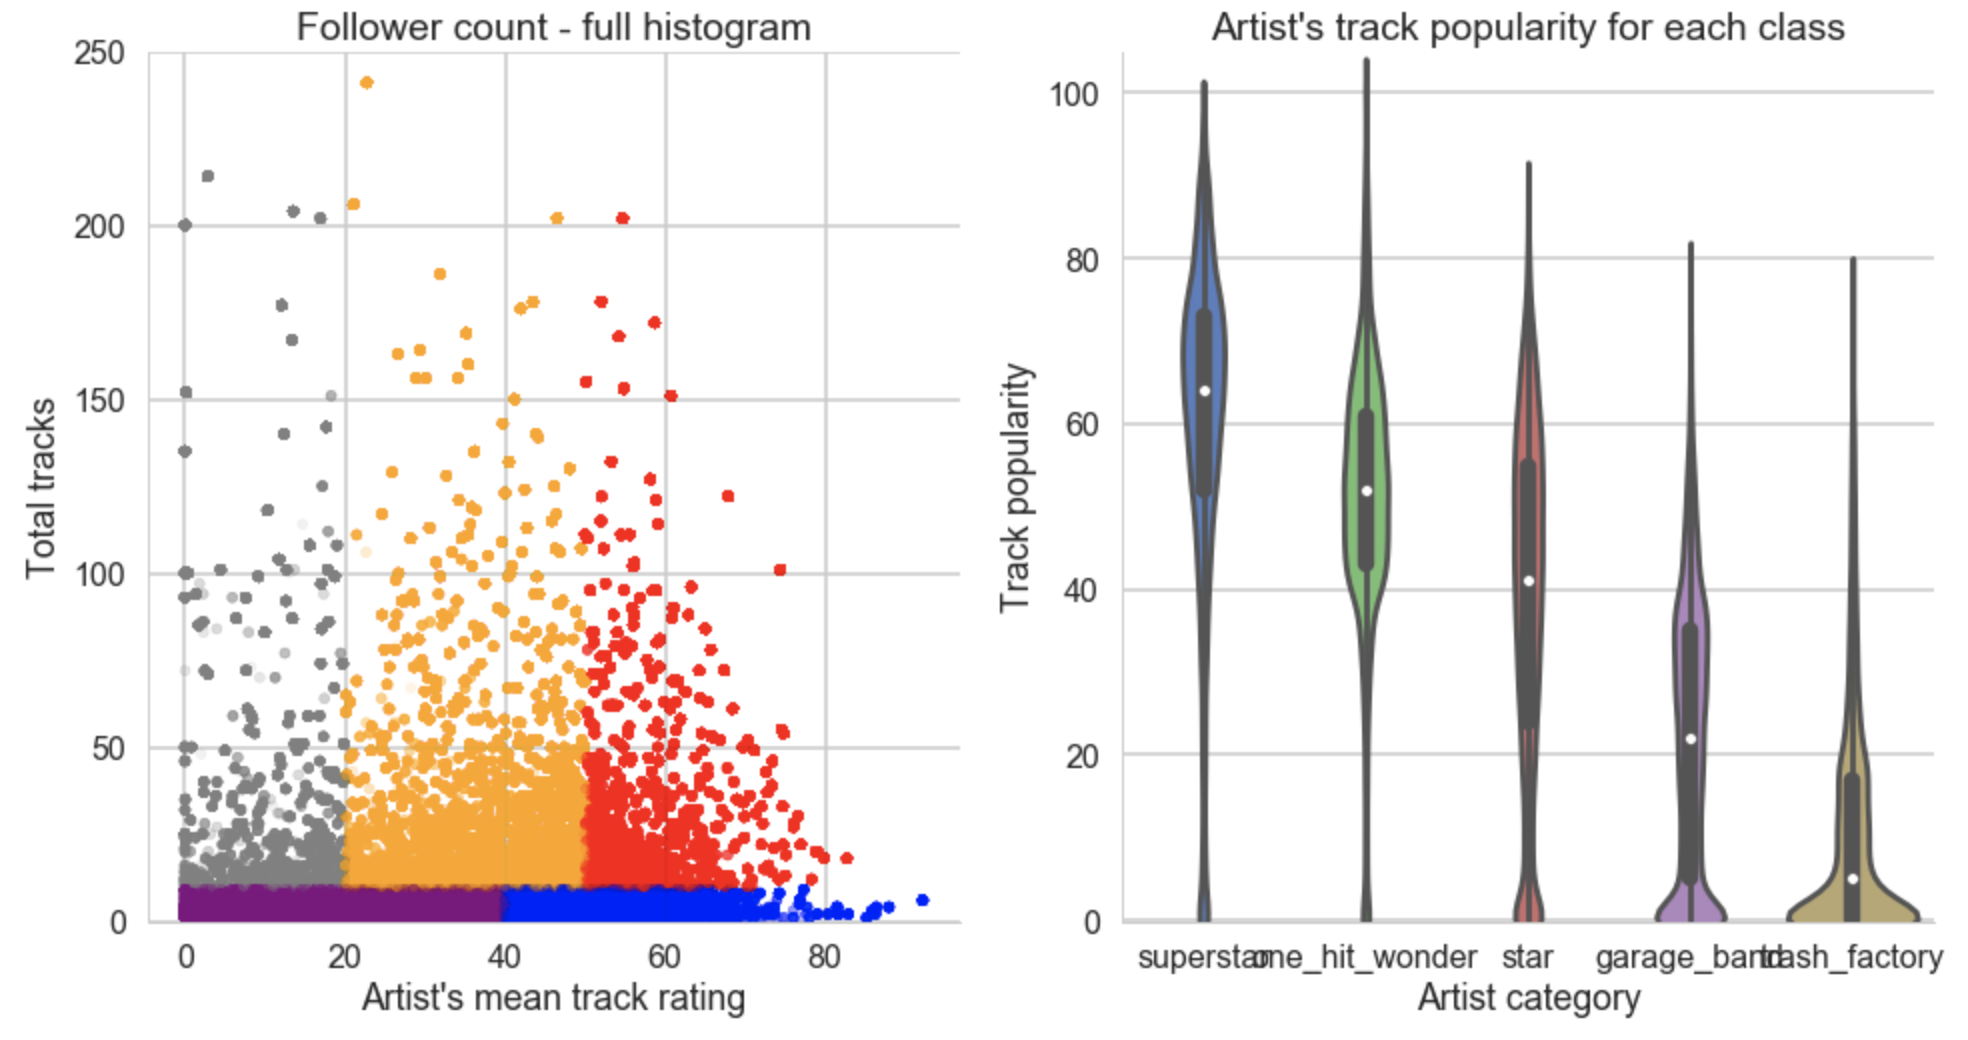 Follower count - full histogram
250
200
150
100
50
0
Total tracks
0 20 40 60 80
Artist's mean track rating
Artist's track popularity for each class
100
80
60
40
20
0
Track popularity
superstar one_hit_wonder star garage_band trash_factory
Artist category